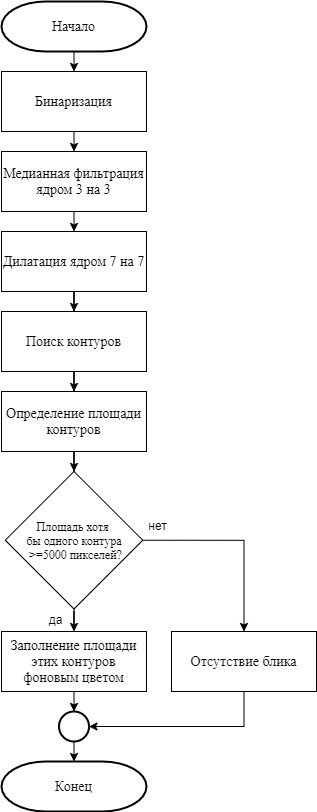 Начало
Бинаризация
Медианная фильтрация
ядром 3 на 3
Дилатация ядром 7 на 7
Поиск контуров
Определение площади
контуров
Площадь хотя
бы одного контура
>=5000 пикселей?
нет
да
Заполнение площади
этих контуров
фоновым цветом
Отсутствие блика
Конец